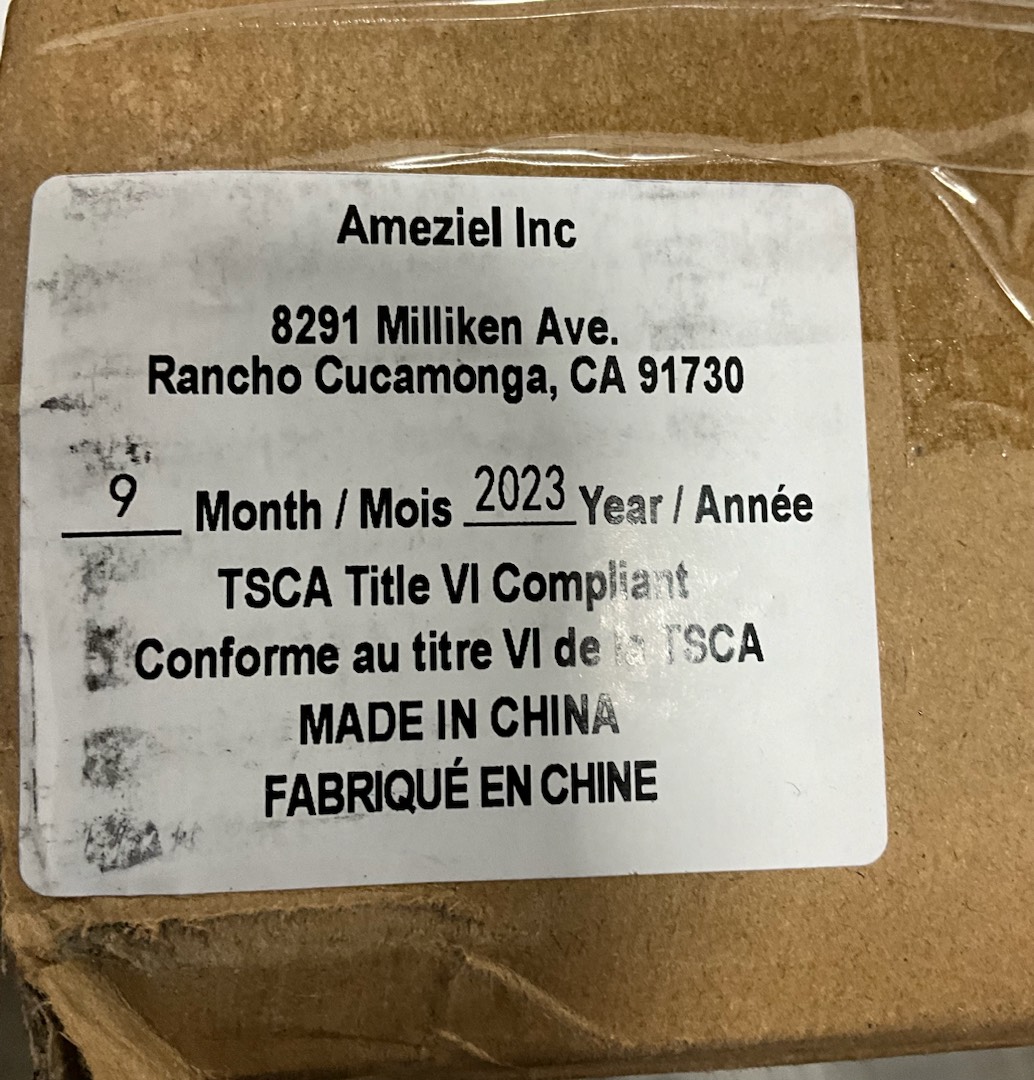 Ameziel Inc
8291 Milliken Ave.
Rancho Cucamonga, CA 91730
9 Month / Mois 2023 Year / Année
TSCA Title VI Compliant
Conforme au titre VI de la TSCA
MADE IN CHINA
FABRIQUÉ EN CHINE